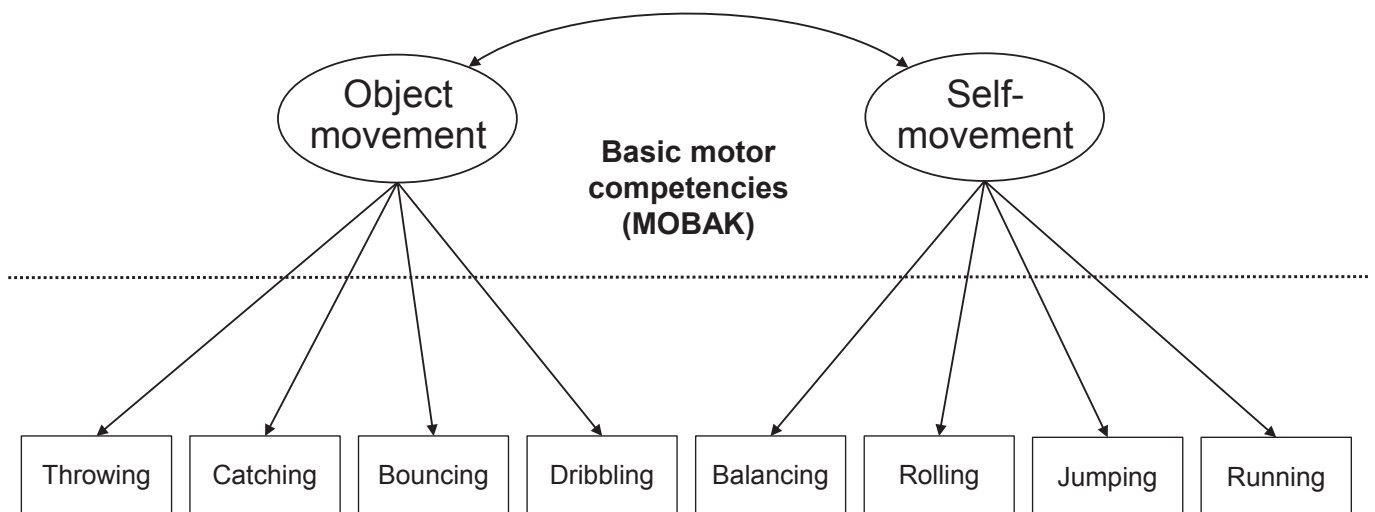 Object
movement
Self-
movement
Basic motor
competencies
(MOBAK)
Throwing
Catching
Bouncing
Dribbling
Balancing
Rolling
Jumping
Running